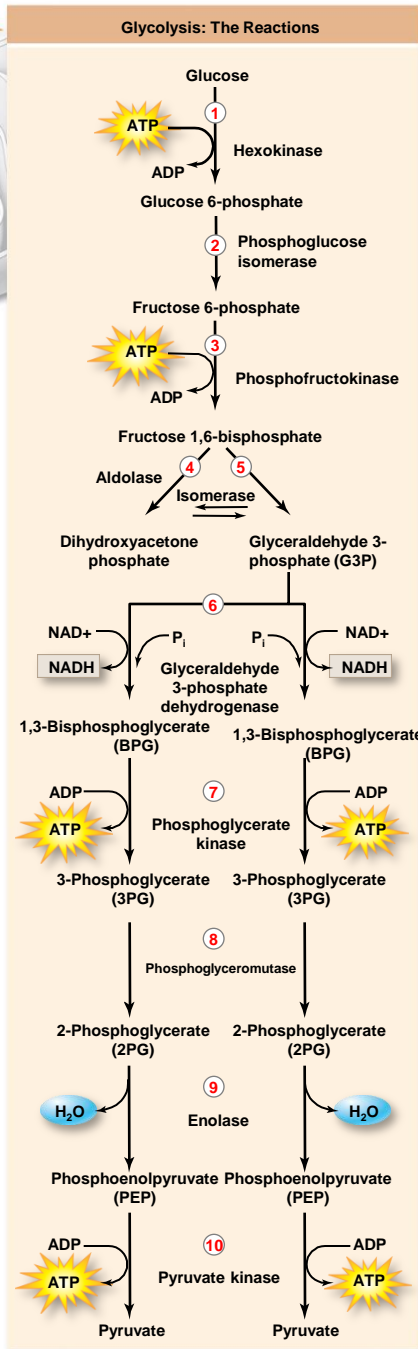 Glycolysis: The Reactions
Glucose
1
ATP
Hexokinase
ADP
Glucose 6-phosphate
2
Phosphoglucose
isomerase
Fructose 6-phosphate
ATP
3
Phosphofructokinase
ADP
Fructose 1,6-bisphosphate
4 5
Aldolase
Isomerase
Dihydroxyacetone
phosphate
Glyceraldehyde 3-
phosphate (G3P)
6
NAD+ Pi Pi NAD+
NADH NADH
Glyceraldehyde
3-phosphate
dehydrogenase
1,3-Bisphosphoglycerate
(BPG)
1,3-Bisphosphoglycerate
(BPG)
ADP 7 ADP
ATP ATP
Phosphoglycerate
kinase
3-Phosphoglycerate 3-Phosphoglycerate
(3PG) (3PG)
8
Phosphoglyceromutase
2-Phosphoglycerate 2-Phosphoglycerate
(2PG) (2PG)
9
H2O H2O
Enolase
Phosphoenolpyruvate Phosphoenolpyruvate
(PEP) (PEP)
ADP 10 ADP
ATP Pyruvate kinase ATP
Pyruvate Pyruvate